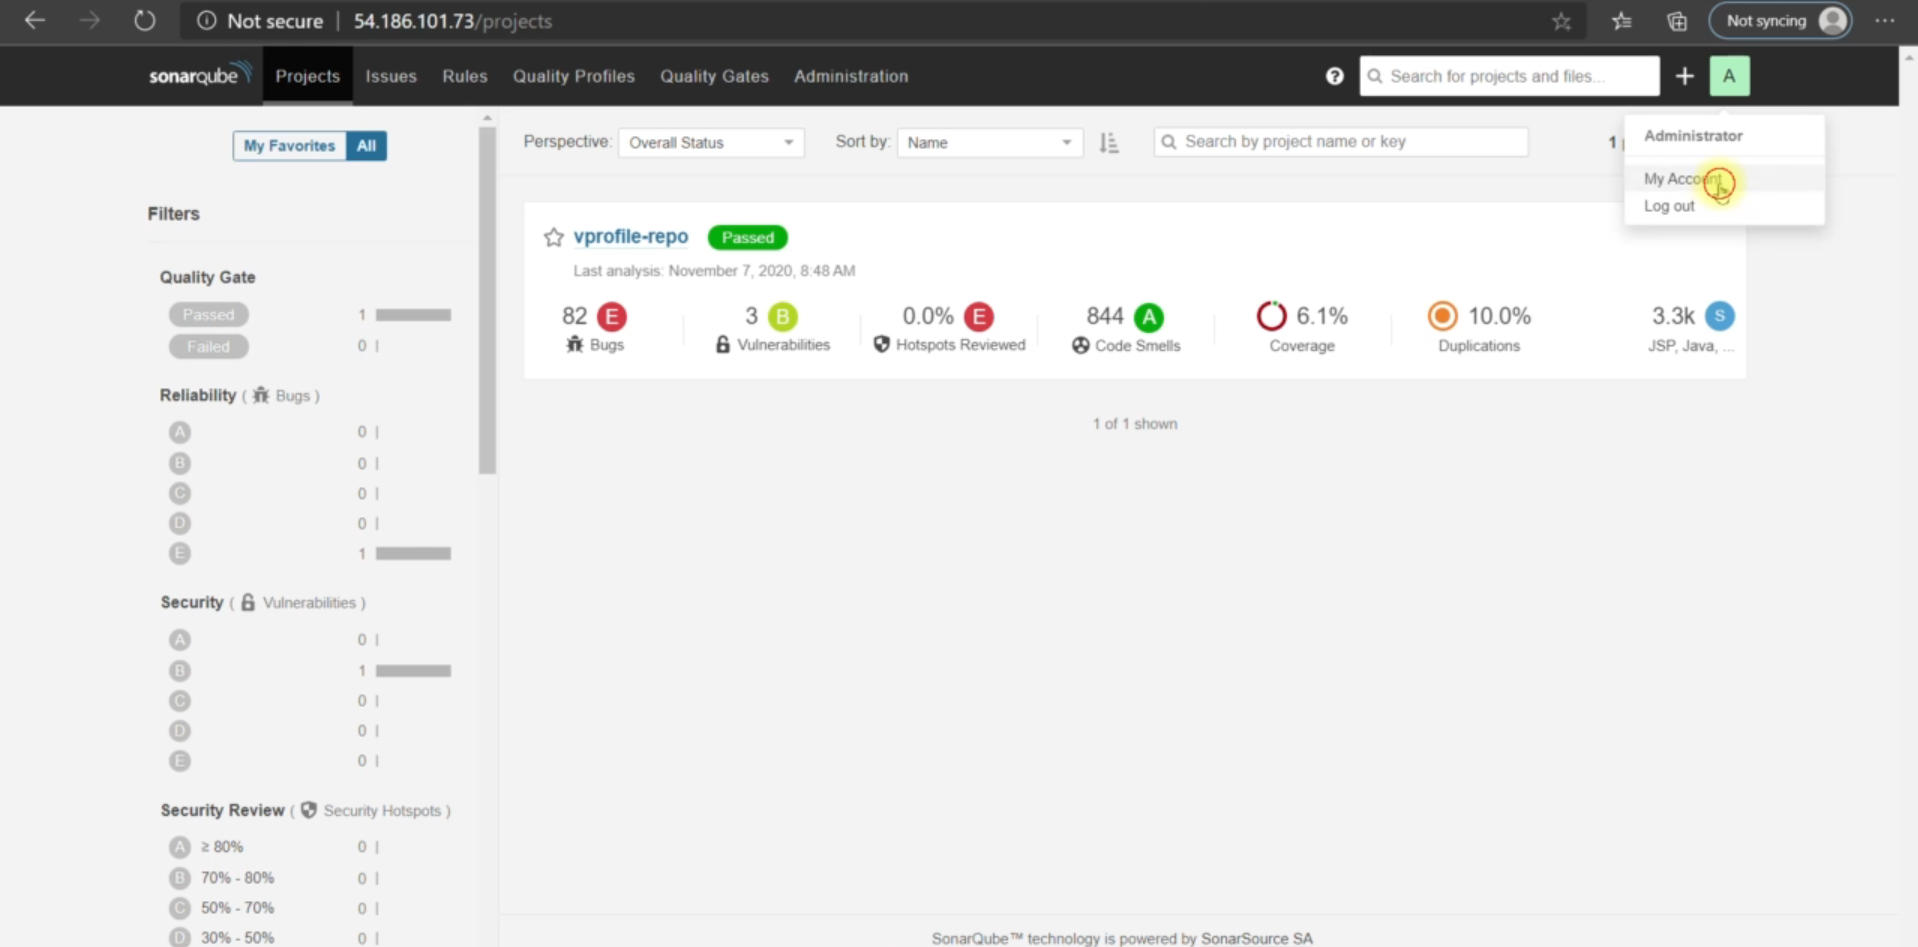 Not secure | 54.186.101.73/projects
Not syncing
sonarqube Projects Issues Rules Quality Profiles Quality Gates Administration
? Search for projects and files... + A
Administrator
My Account
Log out
My Favorites All
Perspective: Overall Status Sort by: Name Search by project name or key 1
Filters
vprofile-repo Passed
Last analysis: November 7, 2020, 8:48 AM
82 E 3 B 0.0% E 844 A 6.1% 10.0% 3.3k S
Bugs Vulnerabilities Hotspots Reviewed Code Smells Coverage Duplications JSP, Java, ...
1 of 1 shown
Quality Gate
Passed 1
Failed 0
Reliability ( Bugs )
A 0
B 0
C 0
D 0
E 1
Security ( Vulnerabilities )
A 0
B 1
C 0
D 0
E 0
Security Review ( Security Hotspots )
A ≥ 80% 0
B 70% - 80% 0
C 50% - 70% 0
D 30% - 50% 0
SonarQube™ technology is powered by SonarSource SA